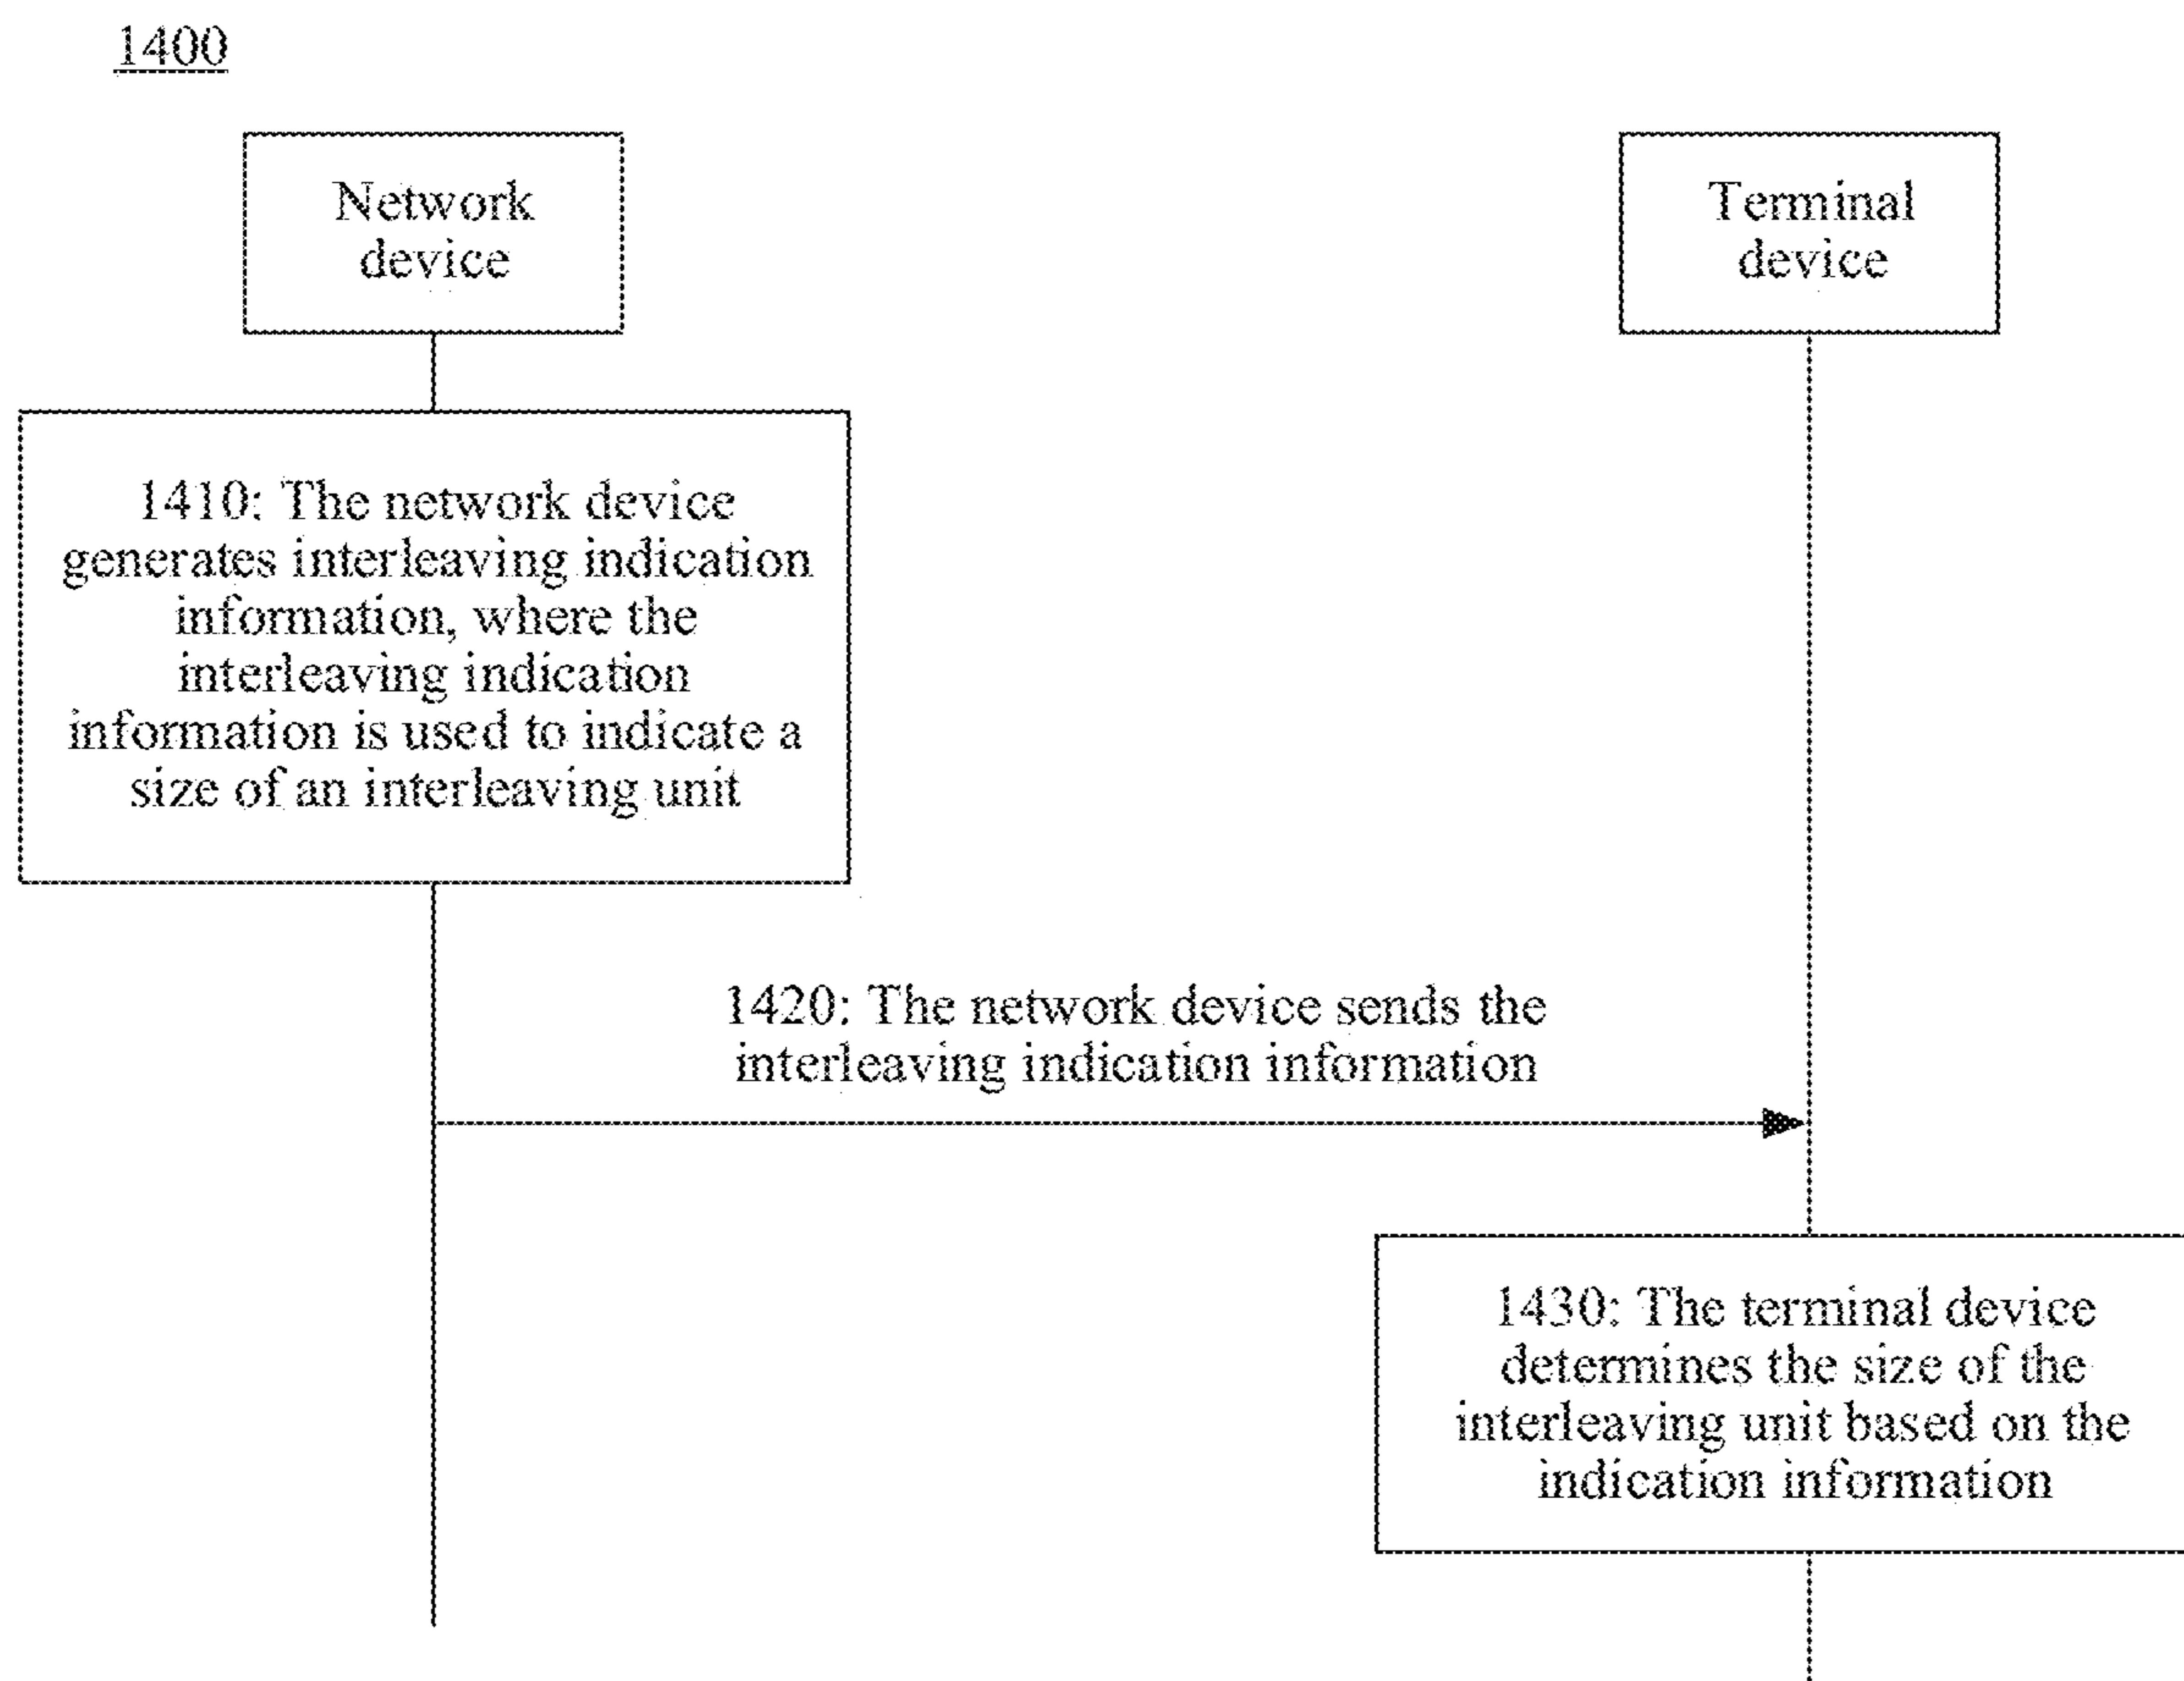 1400
Network
device
Terminal
device
1410: The network device
generates interleaving indication
information, where the
interleaving indication
information is used to indicate a
size of an interleaving unit
1420: The network device sends the
interleaving indication information
1430: The terminal device
determines the size of the
interleaving unit based on the
indication information